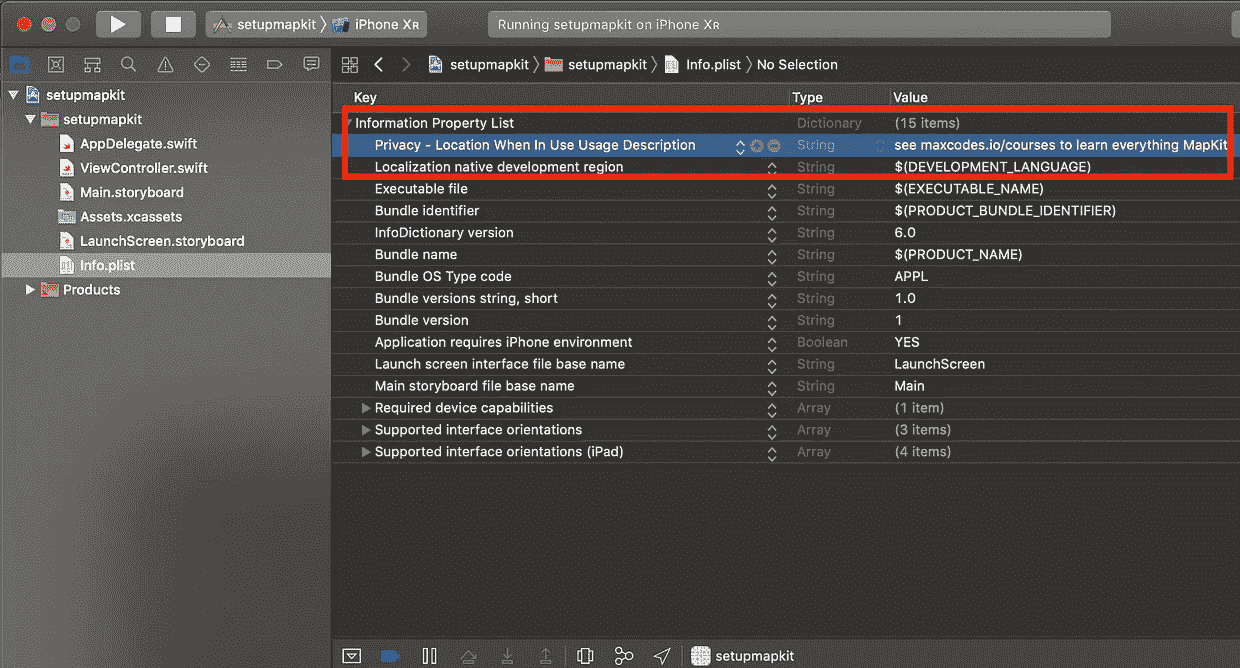 setupmapkit iPhone XR
Running setupmapkit on iPhone XR
setupmapkit setupmapkit Info.plist No Selection
setupmapkit
setupmapkit
AppDelegate.swift
ViewController.swift
Main.storyboard
Assets.xcassets
LaunchScreen.storyboard
Info.plist
Products
Key Type Value
Information Property List Dictionary (15 items)
Privacy - Location When In Use Usage Description String see maxcodes.io/courses to learn everything MapKit
Localization native development region String $(DEVELOPMENT_LANGUAGE)
Executable file String $(EXECUTABLE_NAME)
Bundle identifier String $(PRODUCT_BUNDLE_IDENTIFIER)
InfoDictionary version String 6.0
Bundle name String $(PRODUCT_NAME)
Bundle OS Type code String APPL
Bundle versions string, short String 1.0
Bundle version String 1
Application requires iPhone environment Boolean YES
Launch screen interface file base name String LaunchScreen
Main storyboard file base name String Main
Required device capabilities Array (1 item)
Supported interface orientations Array (3 items)
Supported interface orientations (iPad) Array (4 items)
setupmapkit